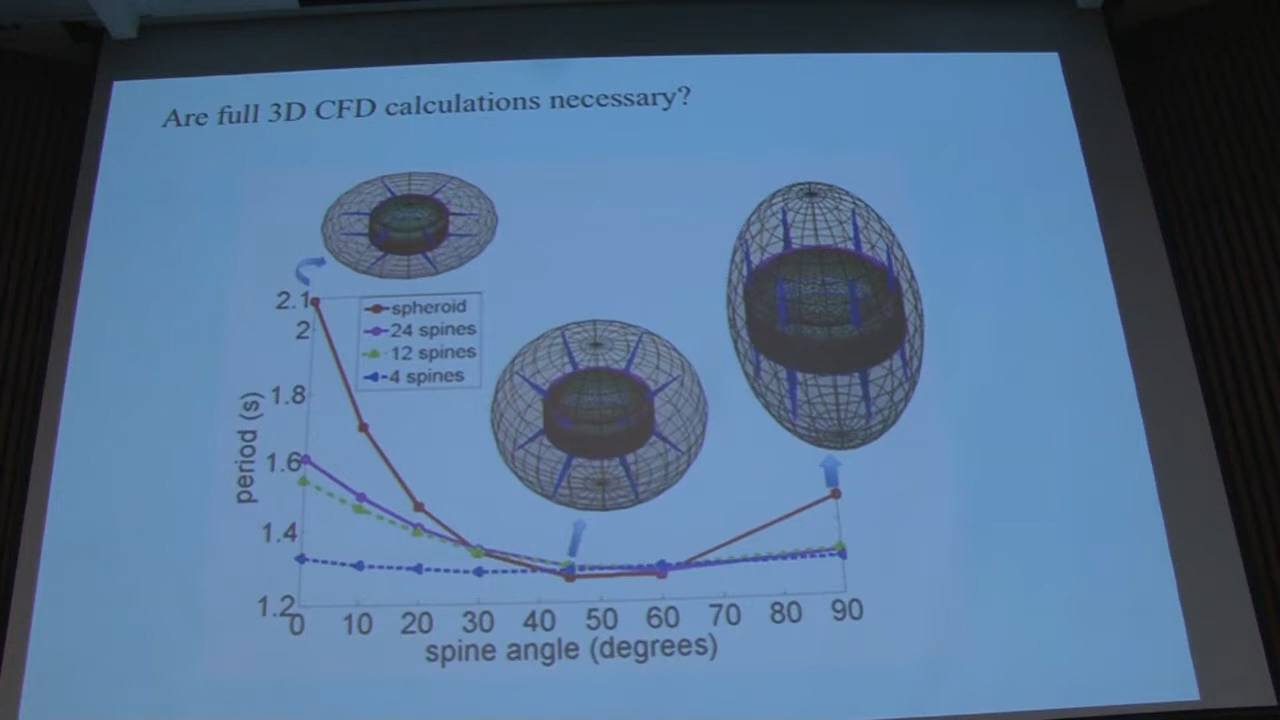 Are full 3D CFD calculations necessary?
2.1
2
1.8
1.6
1.4
1.2
period (s)
spheroid
24 spines
12 spines
4 spines
0 10 20 30 40 50 60 70 80 90
spine angle (degrees)